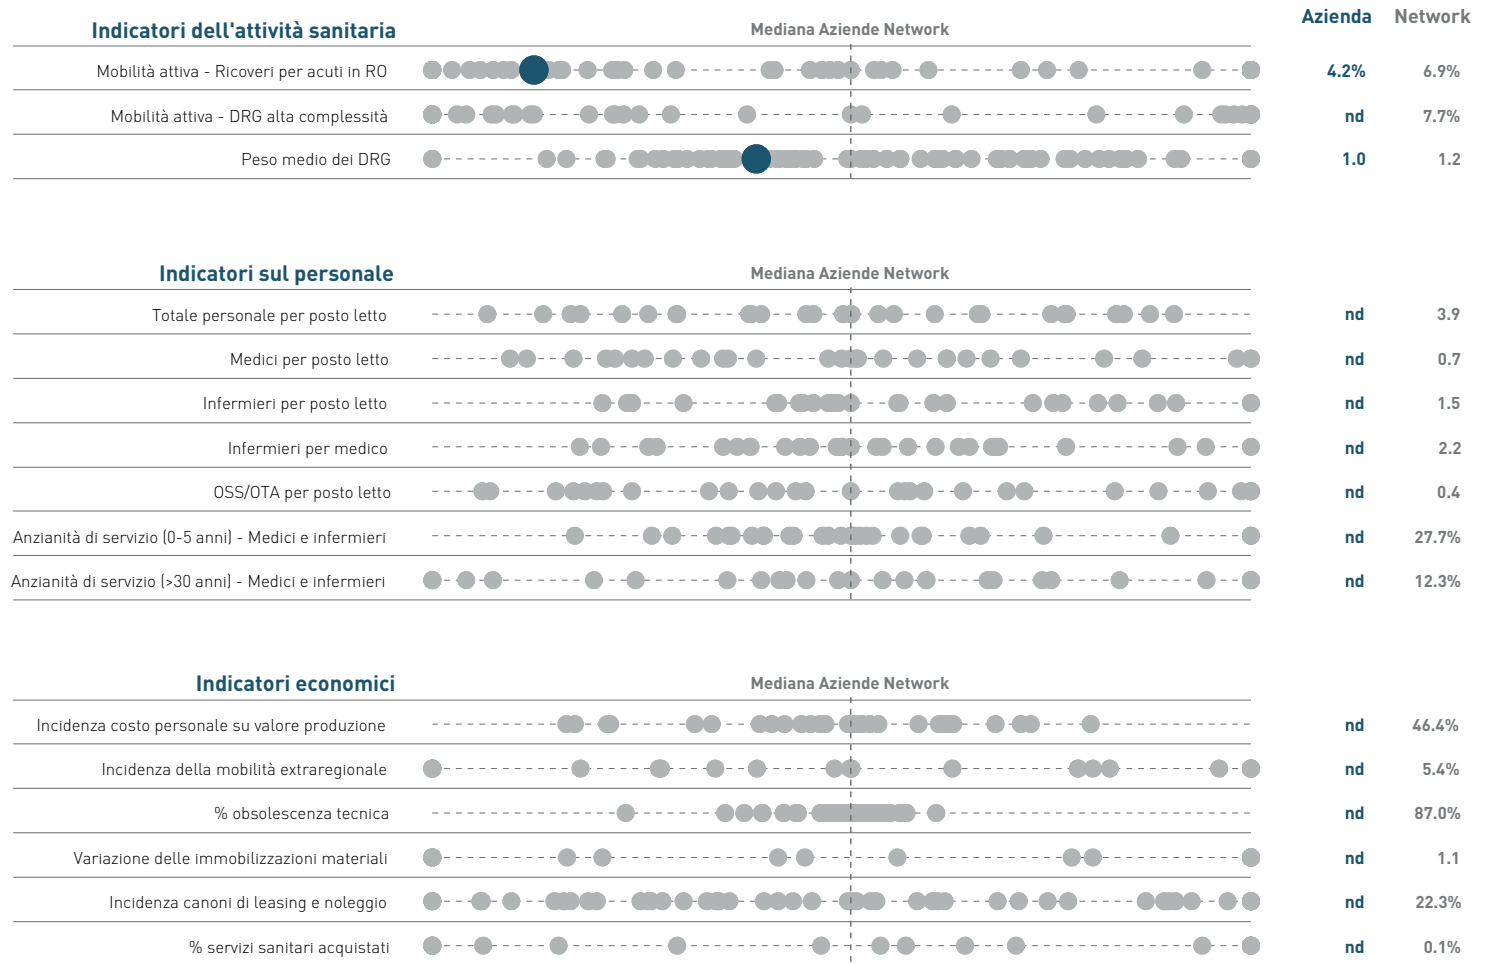 Azienda Network
Indicatori dell'attività sanitaria Mediana Aziende Network
Mobilità attiva - Ricoveri per acuti in RO 4.2% 6.9%
Mobilità attiva - DRG alta complessità nd 7.7%
Peso medio dei DRG 1.0 1.2
Indicatori sul personale Mediana Aziende Network
Totale personale per posto letto nd 3.9
Medici per posto letto nd 0.7
Infermieri per posto letto nd 1.5
Infermieri per medico nd 2.2
OSS/OTA per posto letto nd 0.4
Anzianità di servizio (0-5 anni) - Medici e infermieri nd 27.7%
Anzianità di servizio (>30 anni) - Medici e infermieri nd 12.3%
Indicatori economici Mediana Aziende Network
Incidenza costo personale su valore produzione nd 46.4%
Incidenza della mobilità extraregionale nd 5.4%
% obsolescenza tecnica nd 87.0%
Variazione delle immobilizzazioni materiali nd 1.1
Incidenza canoni di leasing e noleggio nd 22.3%
% servizi sanitari acquistati nd 0.1%